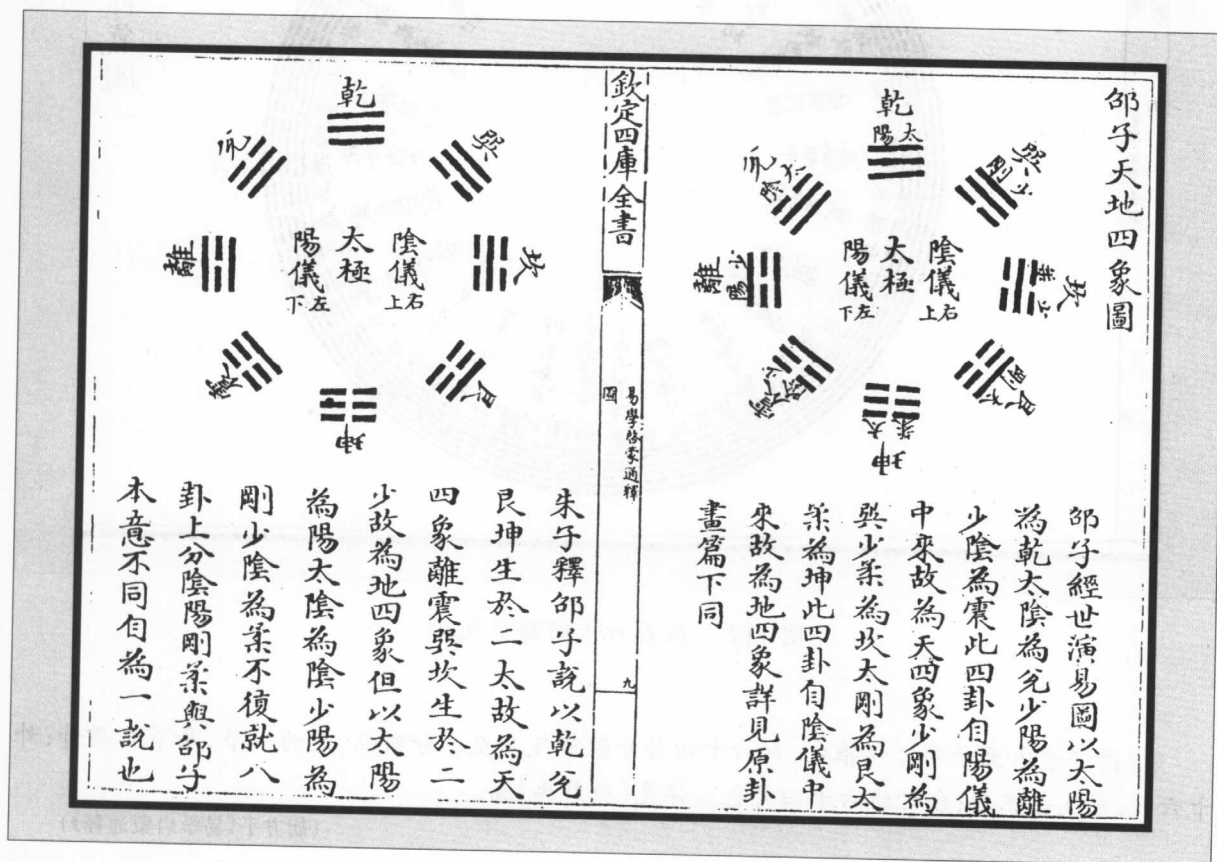 邵子天地四象圖
乾
太陽
兌
太陰
離
少陽
震
少陰
巽
少剛
坎
少柔
艮
太剛
坤
太柔
陰儀右上
太極
陽儀左下
邵子經世演易圖以太陽
為乾太陰為兌少陽為離
少陰為震此四卦自陽儀
中來故為天四象少剛為
巽少柔為坎太剛為艮太
柔為坤此四卦自陰儀中
來故為地四象詳見原卦
畫篇下同
欽定四庫全書
易學啓蒙通釋
圖
九
乾
兌
離
震
巽
坎
艮
坤
陰儀右上
太極
陽儀左下
朱子釋邵子說以乾兌
艮坤生於二太故為天
四象離震巽坎生於二
少故為地四象但以太陽
為陽太陰為陰少陽為
剛少陰為柔不復就八
卦上分陰陽剛柔與邵子
本意不同自為一說也